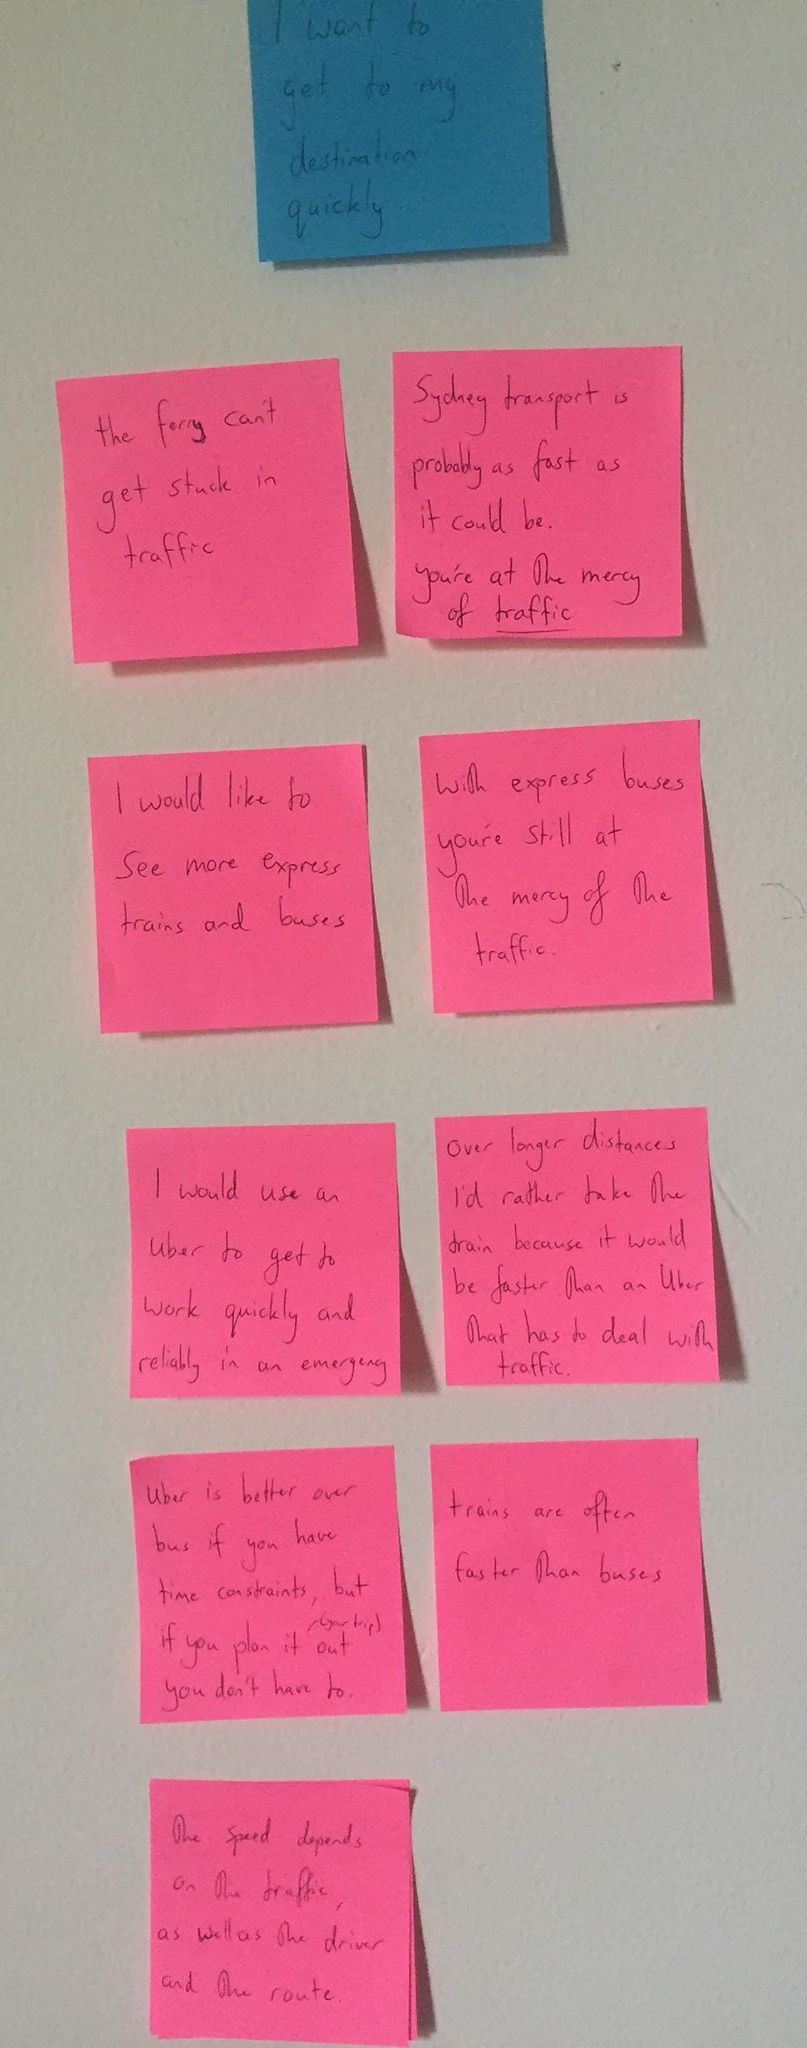 I want to
get to my
destination
quickly
the ferry can't
get stuck in
traffic
Sydney transport is
probably as fast as
it could be.
you're at the mercy
of traffic
I would like to
See more express
trains and buses
With express buses
you're still at
the mercy of the
traffic.
I would use an
Uber to get to
work quickly and
reliably in an emergency
Over longer distances
I'd rather take the
train because it would
be faster than an Uber
that has to deal with
traffic.
Uber is better over
bus if you have
time constraints, but
(your trip)
if you plan it out
you don't have to.
trains are often
faster than buses
The speed depends
on the traffic,
as well as the driver
and the route.